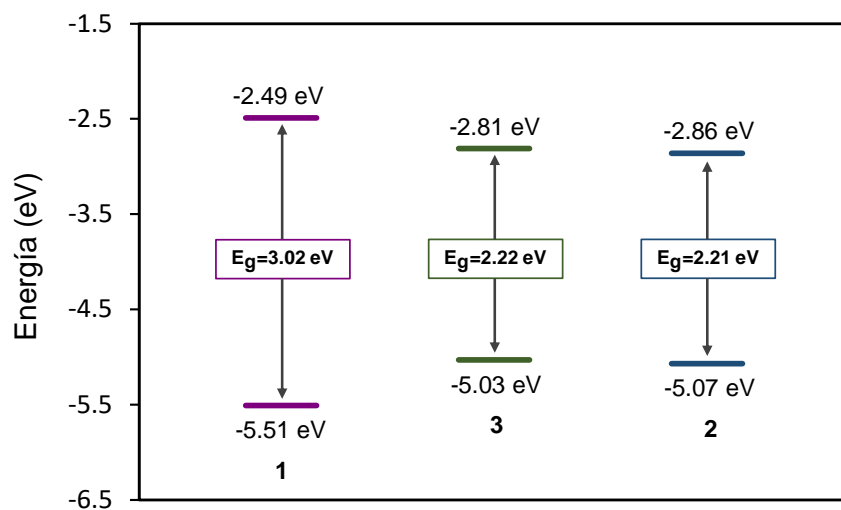 Energía (eV)
-1.5
-2.5
-3.5
-4.5
-5.5
-6.5
-2.49 eV
-2.81 eV
-2.86 eV
Eg=3.02 eV
Eg=2.22 eV
Eg=2.21 eV
-5.51 eV
-5.03 eV
-5.07 eV
1
3
2